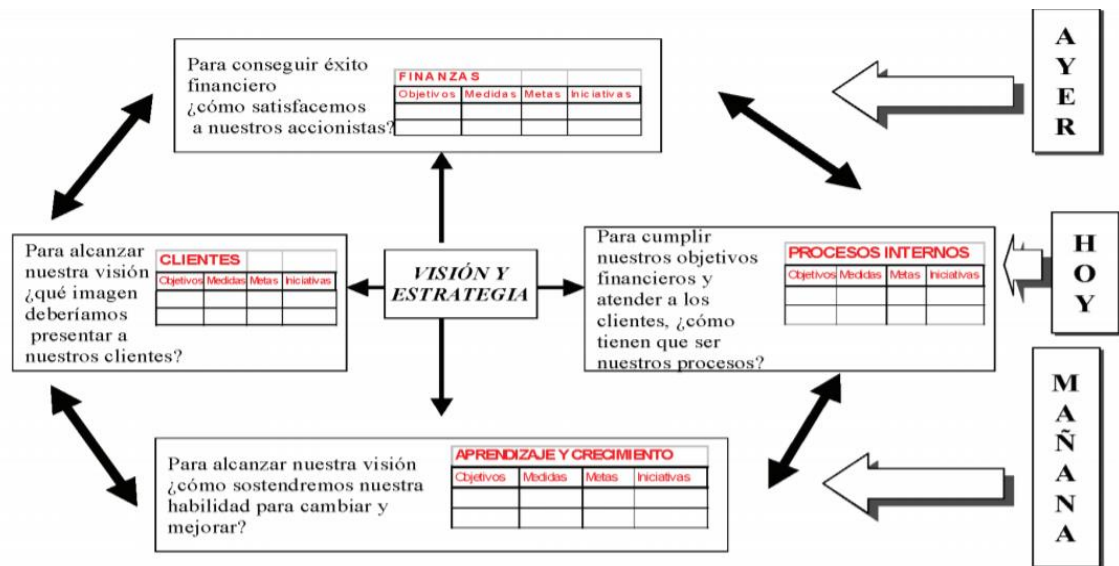 Para conseguir éxito
financiero
¿cómo satisfacemos
a nuestros accionistas?
FINANZAS
Objetivos Medidas Metas Iniciativas
AYER
Para alcanzar
nuestra visión
¿qué imagen
deberíamos
presentar a
nuestros clientes?
CLIENTES
Objetivos Medidas Metas Iniciativas
VISIÓN Y
ESTRATEGIA
Para cumplir
nuestros objetivos
financieros y
atender a los
clientes, ¿cómo
tienen que ser
nuestros procesos?
PROCESOS INTERNOS
Objetivos Medidas Metas Iniciativas
HOY
Para alcanzar nuestra visión
¿cómo sostendremos nuestra
habilidad para cambiar y
mejorar?
APRENDIZAJE Y CRECIMIENTO
Objetivos Medidas Metas Iniciativas
MAÑANA